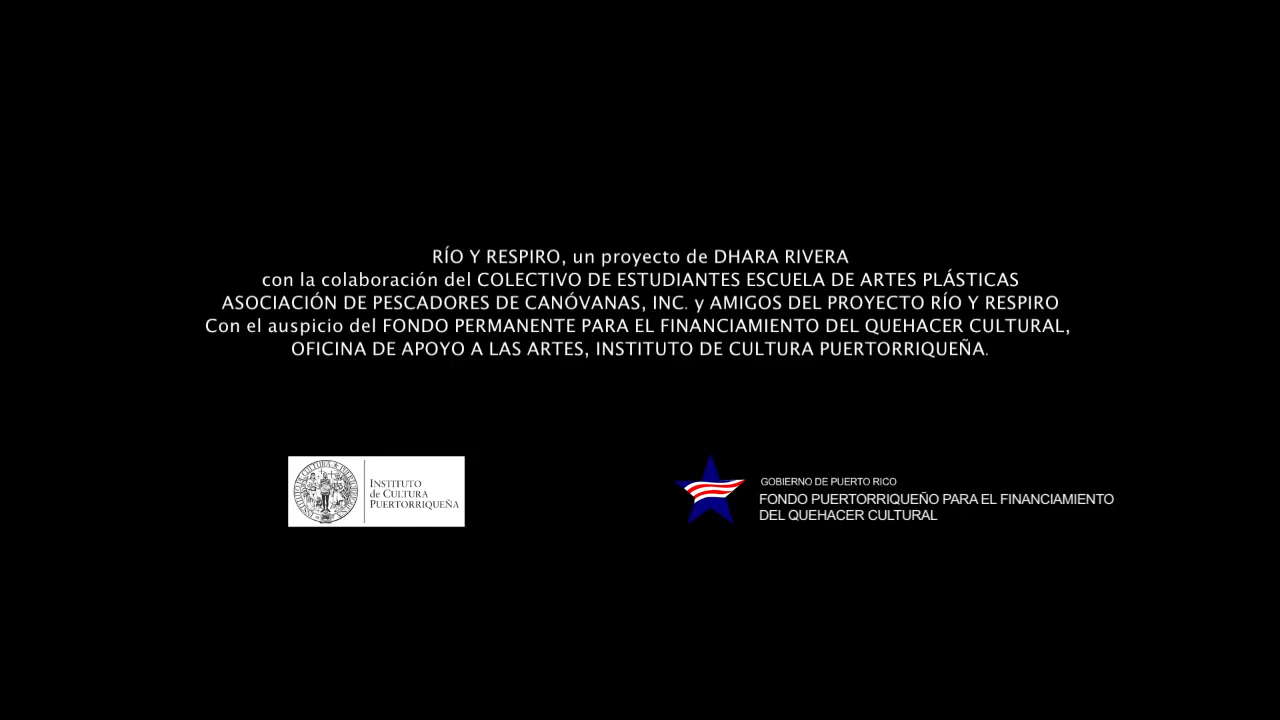 RÍO Y RESPIRO, un proyecto de DHARA RIVERA
con la colaboración del COLECTIVO DE ESTUDIANTES ESCUELA DE ARTES PLÁSTICAS
ASOCIACIÓN DE PESCADORES DE CANÓVANAS, INC. y AMIGOS DEL PROYECTO RÍO Y RESPIRO
Con el auspicio del FONDO PERMANENTE PARA EL FINANCIAMIENTO DEL QUEHACER CULTURAL,
OFICINA DE APOYO A LAS ARTES, INSTITUTO DE CULTURA PUERTORRIQUEÑA.
INSTITUTO
de CULTURA
PUERTORRIQUEÑA
GOBIERNO DE PUERTO RICO
FONDO PUERTORRIQUEÑO PARA EL FINANCIAMIENTO
DEL QUEHACER CULTURAL